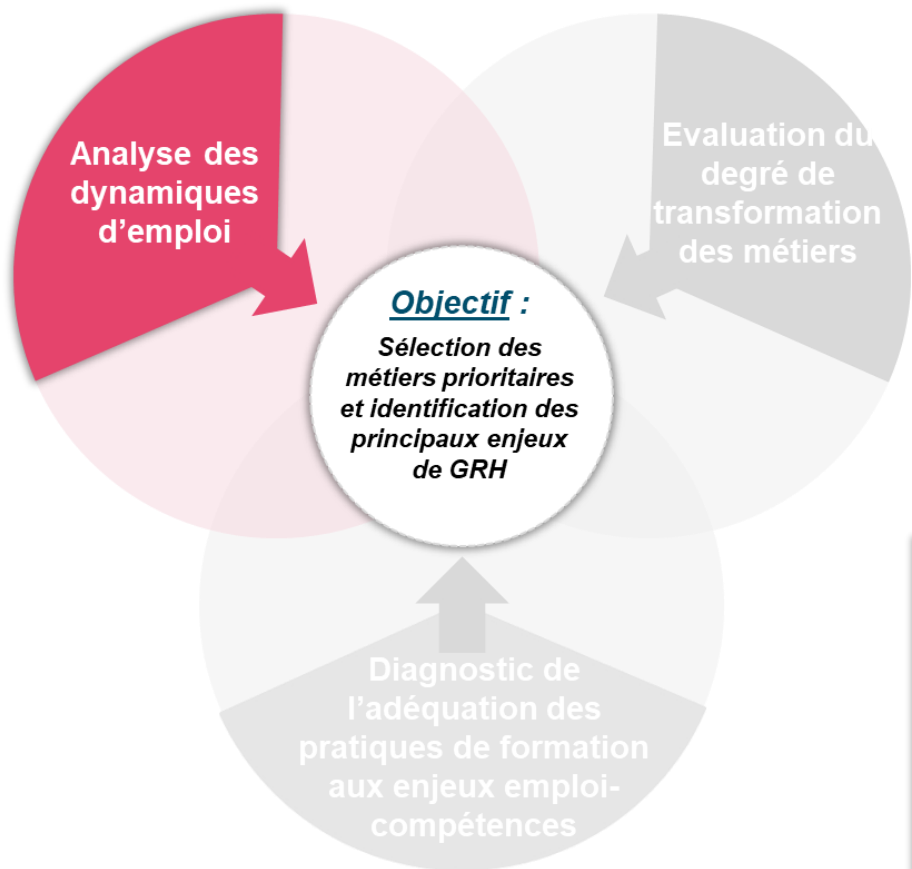 Analyse des
dynamiques
d’emploi
Evaluation du
degré de
transformation
des métiers
Objectif :
Sélection des
métiers prioritaires
et identification des
principaux enjeux
de GRH
Diagnostic de
l’adéquation des
pratiques de formation
aux enjeux emploi-
compétences